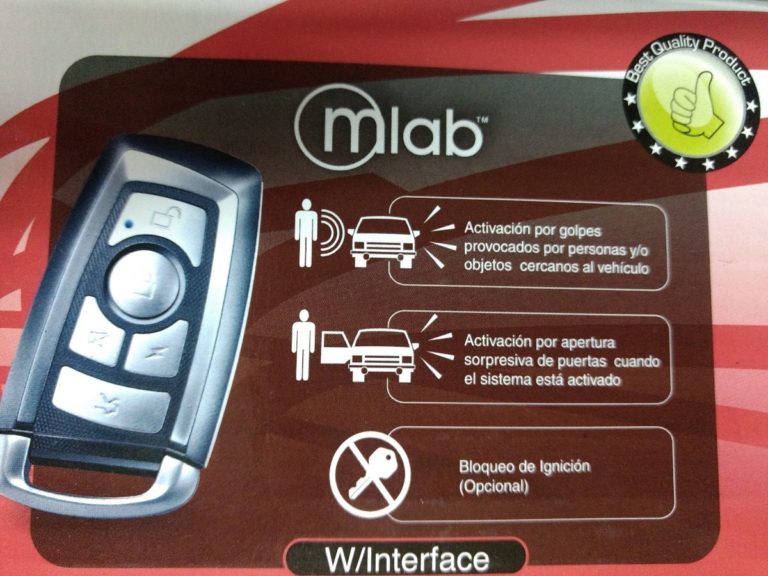 Best Quality Product
mlab™
Activación por golpes
provocados por personas y/o
objetos cercanos al vehículo
Activación por apertura
sorpresiva de puertas cuando
el sistema está activado
Bloqueo de Ignición
(Opcional)
W/Interface